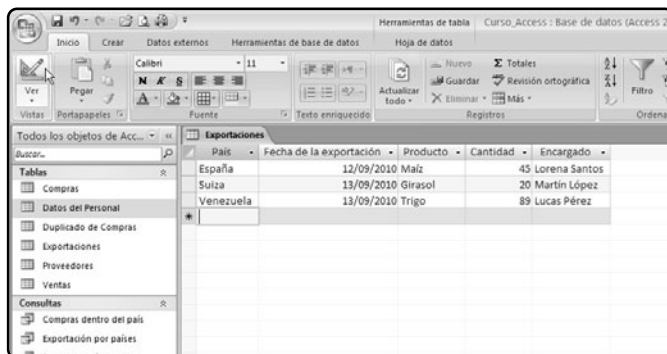 Herramientas de tabla Curso_Access : Base de datos (Access 2
Inicio Crear Datos externos Herramientas de base de datos Hoja de datos
Ver
Pegar
Calibri 11
N K S
Actualizar todo
Nuevo
Guardar
Eliminar
Σ Totales
Revisión ortográfica
Más
Filtro
Vistas Portapapeles Fuente Texto enriquecido Registros Ordena
Todos los objetos de Acc...
Buscar...
Tablas
Compras
Datos del Personal
Duplicado de Compras
Exportaciones
Proveedores
Ventas
Consultas
Compras dentro del país
Exportación por países
Exportaciones
País Fecha de la exportación Producto Cantidad Encargado
España 12/09/2010 Maíz 45 Lorena Santos
Suiza 13/09/2010 Girasol 20 Martín López
Venezuela 13/09/2010 Trigo 89 Lucas Pérez